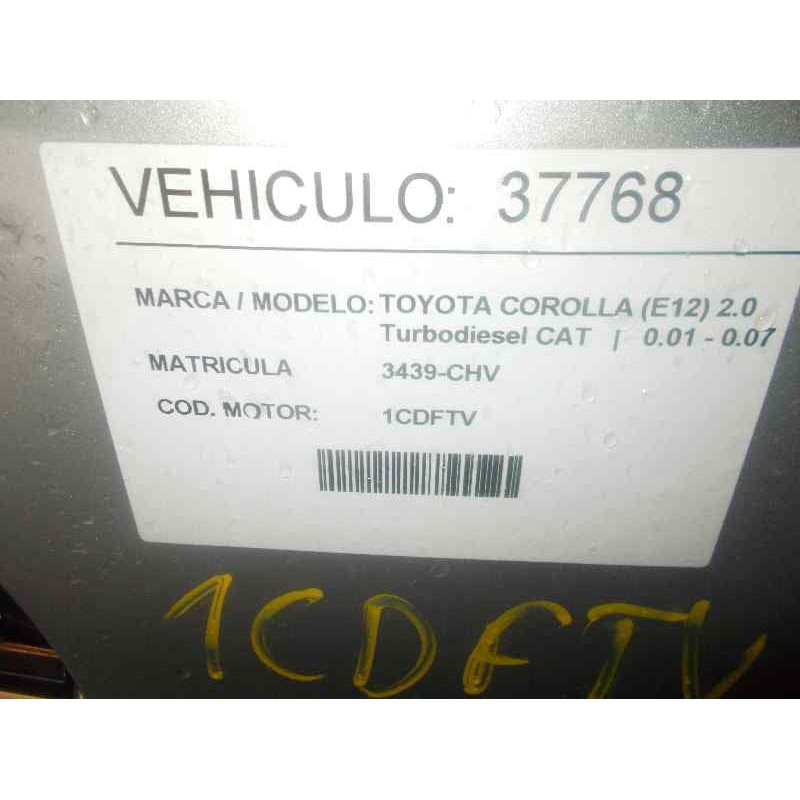 VEHICULO: 37768
MARCA / MODELO: TOYOTA COROLLA (E12) 2.0
Turbodiesel CAT | 0.01 - 0.07
MATRICULA 3439-CHV
COD. MOTOR: 1CDFTV
1CDFTV